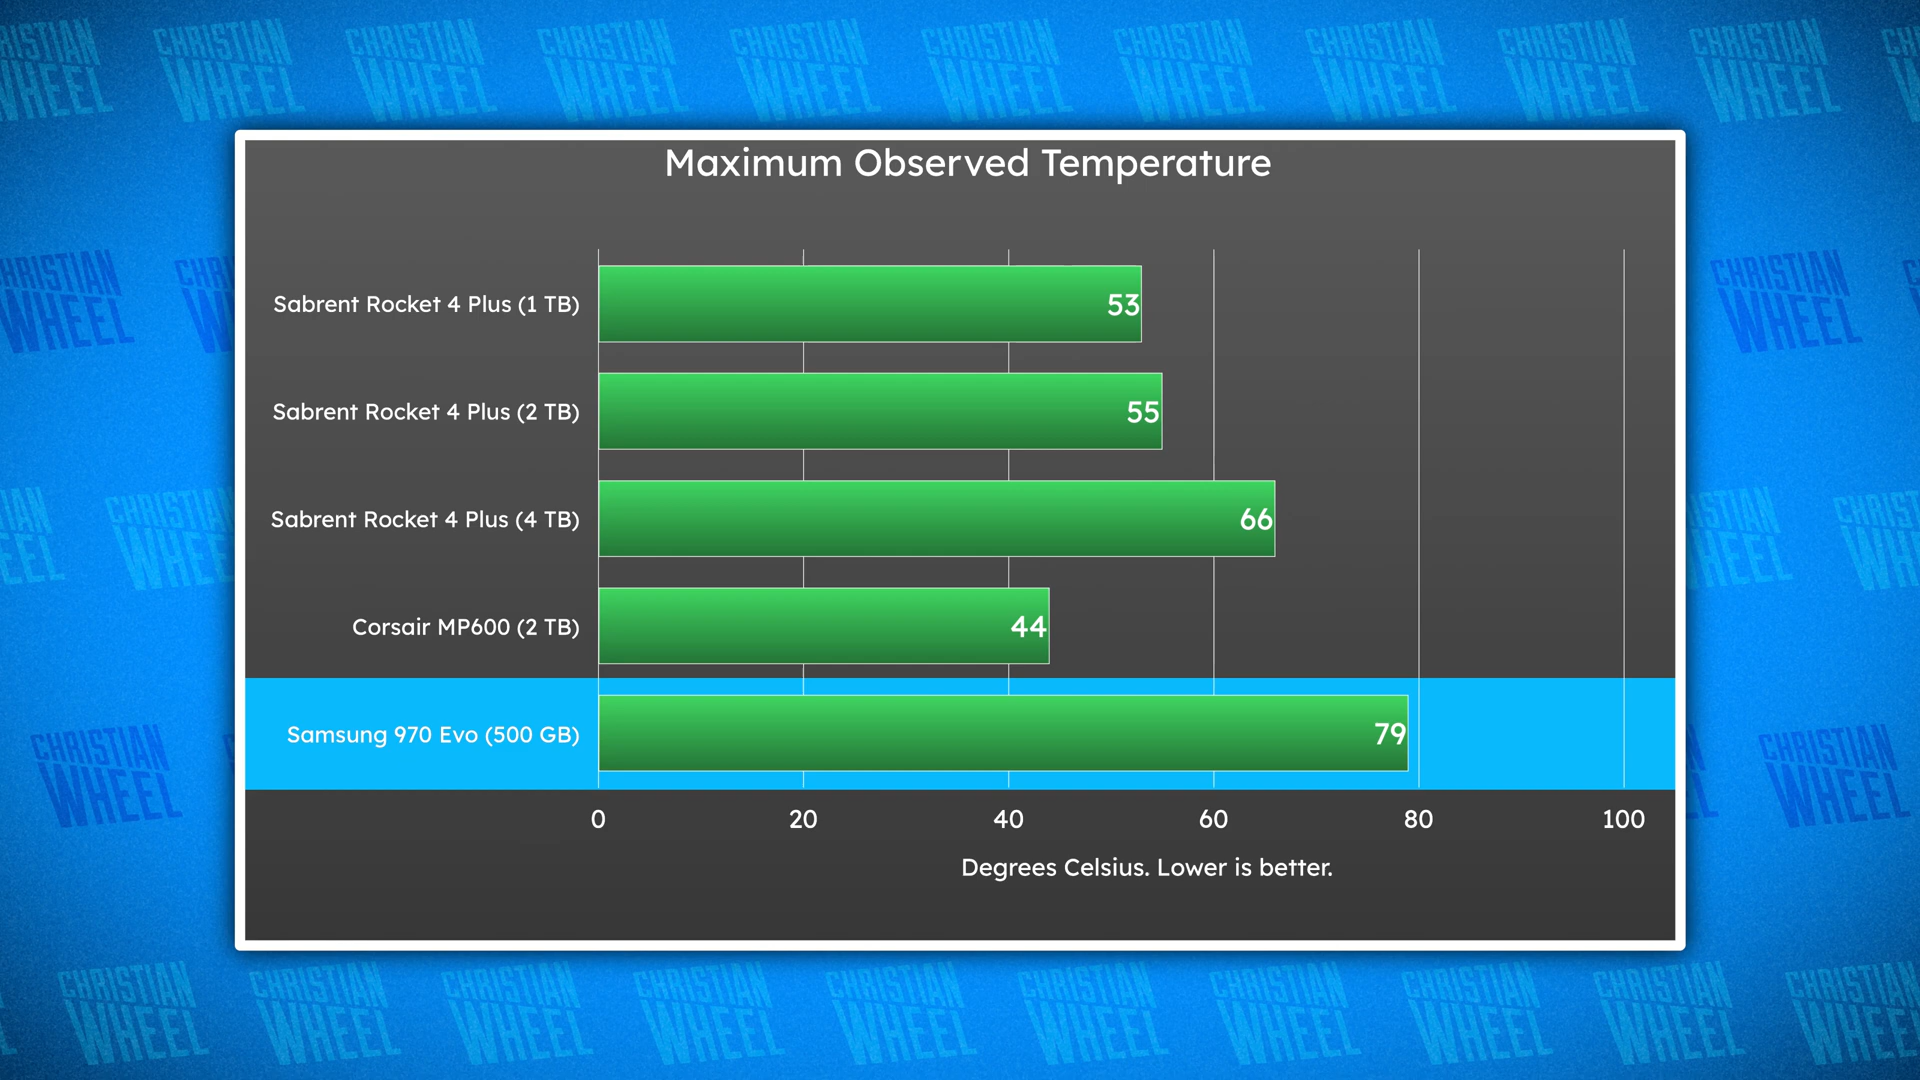 CHRISTIAN
WHEEL
Maximum Observed Temperature
Sabrent Rocket 4 Plus (1 TB)
53
Sabrent Rocket 4 Plus (2 TB)
55
Sabrent Rocket 4 Plus (4 TB)
66
Corsair MP600 (2 TB)
44
Samsung 970 Evo (500 GB)
79
0 20 40 60 80 100
Degrees Celsius. Lower is better.